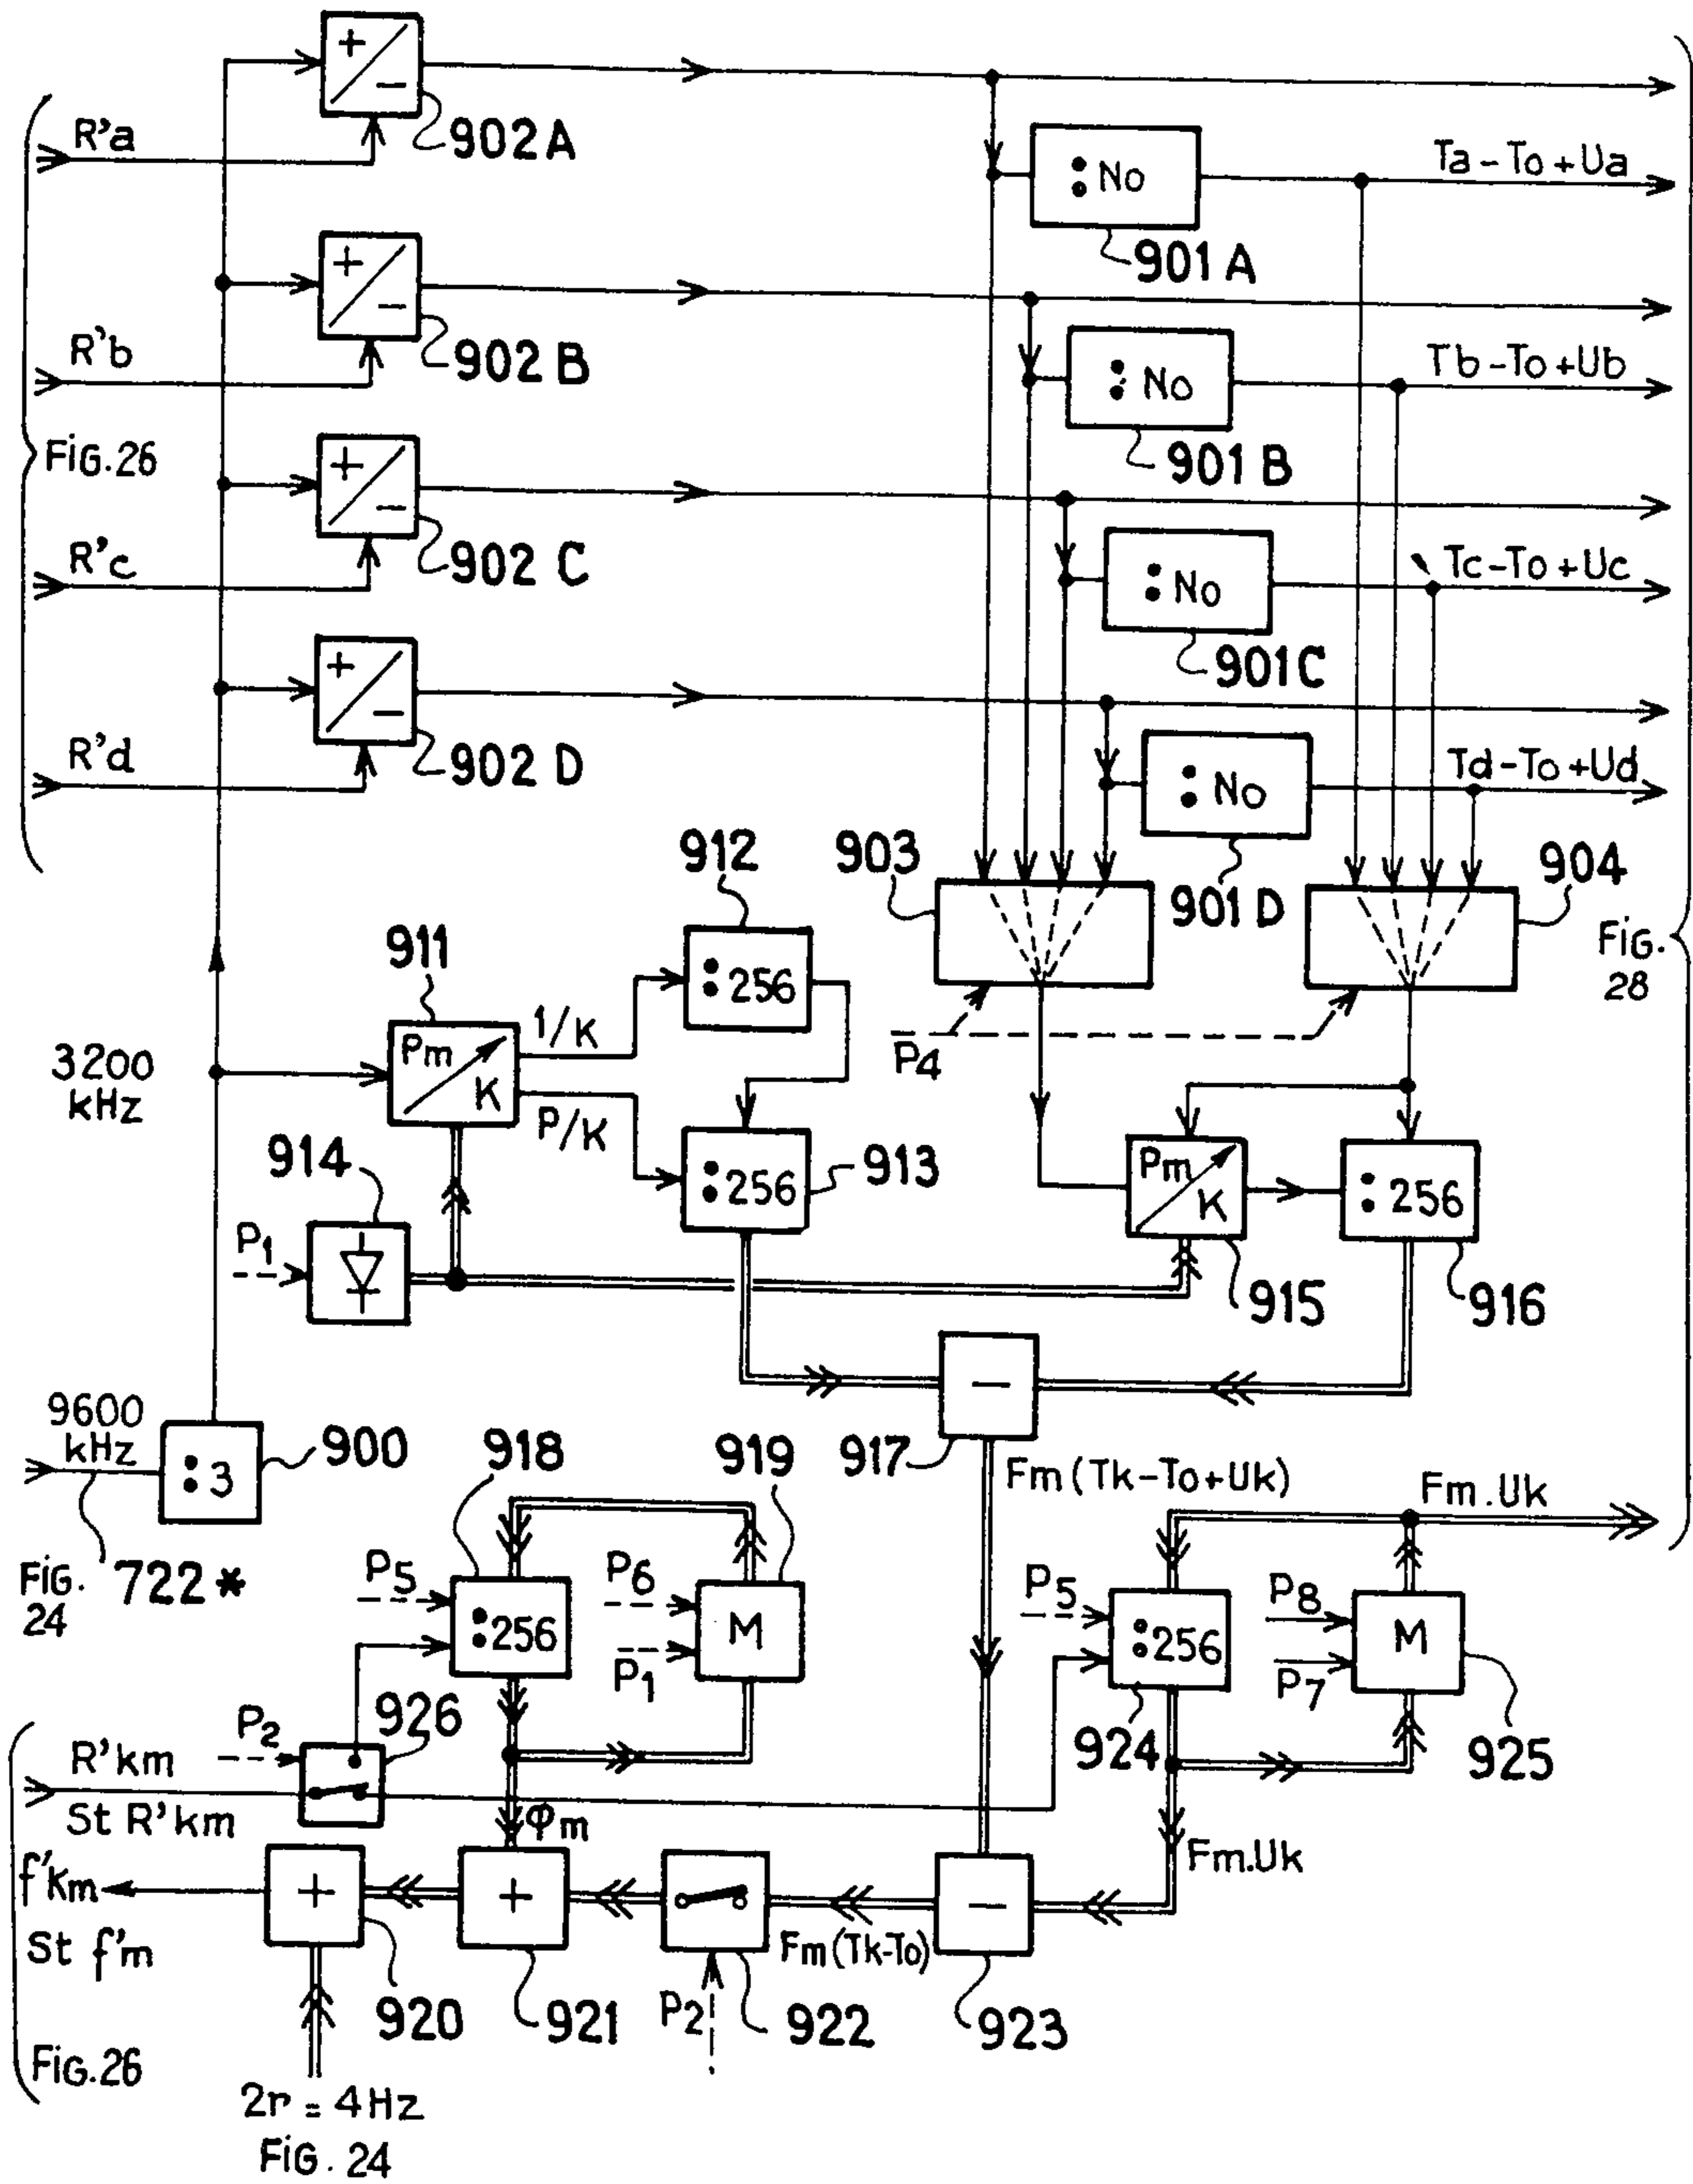 +
−
902 A
R'a
: No
Ta - To + Ua
901 A
+
−
902 B
R'b
: No
Tb - To + Ub
901 B
FIG. 26
+
−
902 C
R'c
: No
Tc - To + Uc
901 C
+
−
902 D
R'd
: No
Td - To + Ud
901 D
903
904
FIG.
28
912
: 256
911
Pm
K
1/K
P/K
P4
3200
kHz
: 256
913
914
P1
Pm
K
915
: 256
916
−
917
9600
kHz
: 3
900
FIG.
24
722 *
918
919
Fm (Tk - To + Uk)
Fm . Uk
P5
: 256
P6
P1
M
P5
: 256
924
P8
P7
M
925
P2
926
R'km
St R'km
φm
Fm.Uk
f'km
St f'm
+
920
+
921
922
P2
Fm (Tk-To)
−
923
FIG. 26
2r = 4 Hz
FIG. 24